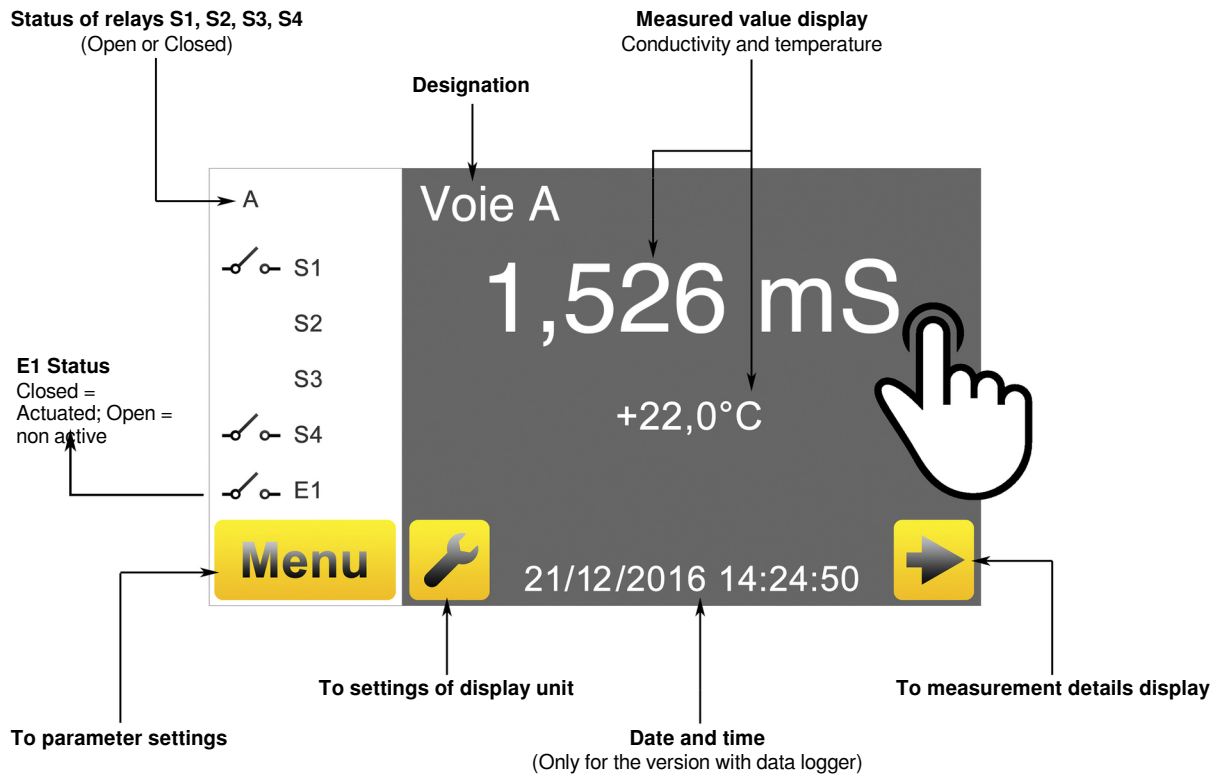 Status of relays S1, S2, S3, S4
(Open or Closed)
Measured value display
Conductivity and temperature
Designation
A
Voie A
1,526 mS
S1
S2
S3
+22,0°C
E1 Status
Closed =
Actuated; Open =
non active
S4
E1
Menu
21/12/2016 14:24:50
To settings of display unit
To measurement details display
To parameter settings
Date and time
(Only for the version with data logger)